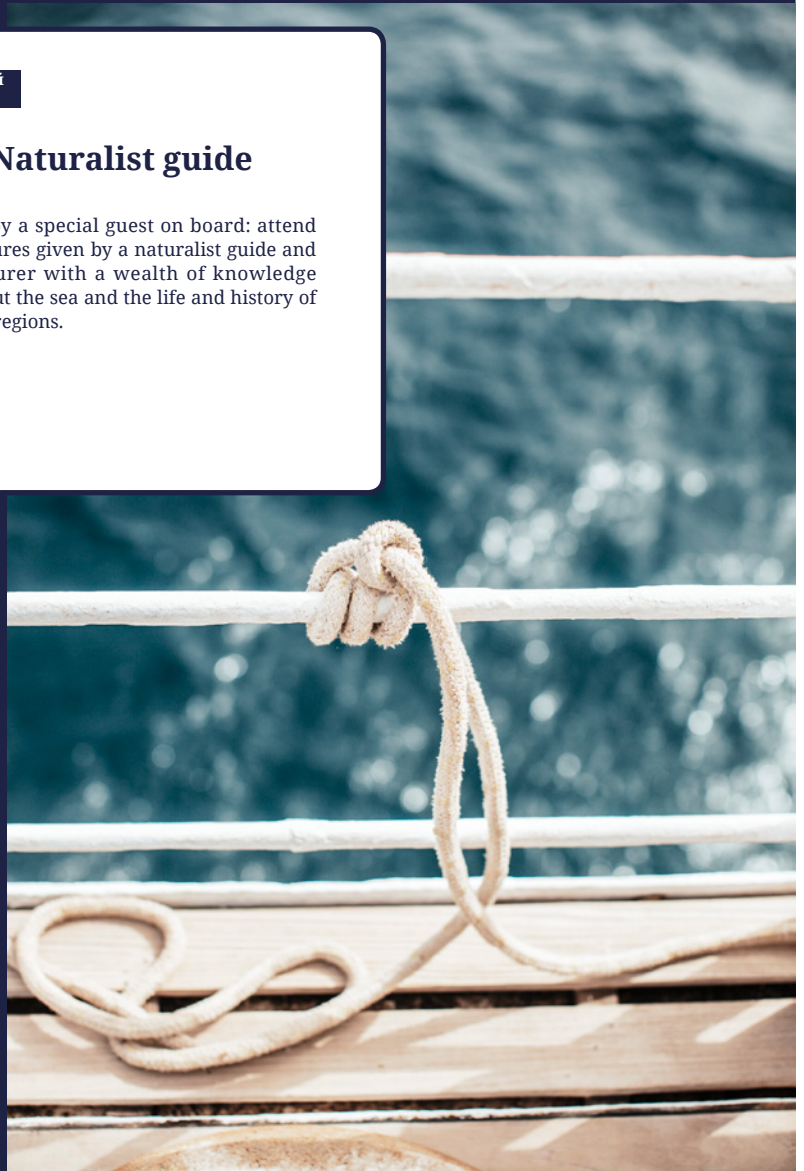 Naturalist guide
by a special guest on board: attend
given by a naturalist guide and
with a wealth of knowledge
the sea and the life and history of
regions.